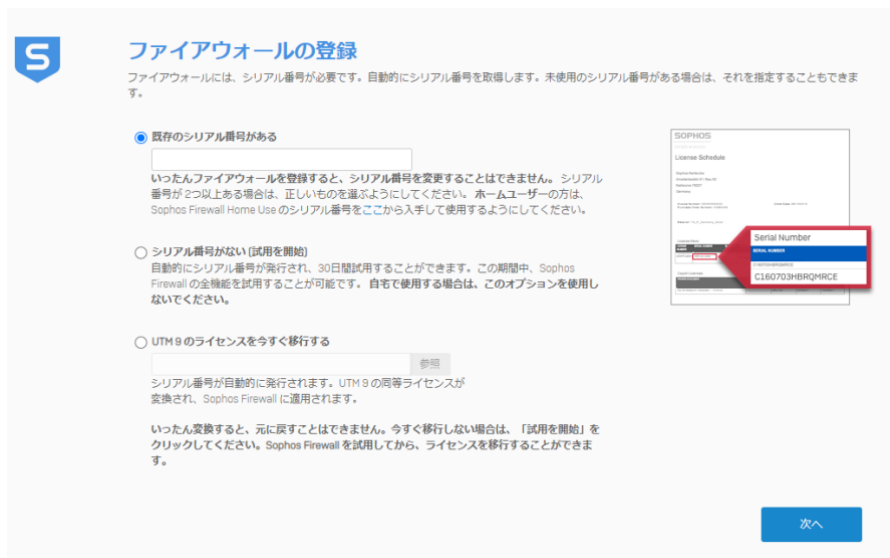 S
ファイアウォールの登録
ファイアウォールには、シリアル番号が必要です。自動的にシリアル番号を取得します。未使用のシリアル番号がある場合は、それを指定することもできま
す。
既存のシリアル番号がある
いったんファイアウォールを登録すると、シリアル番号を変更することはできません。シリアル
番号が2つ以上ある場合は、正しいものを選ぶようにしてください。ホームユーザーの方は、
Sophos Firewall Home Use のシリアル番号をここから入手して使用するようにしてください。
シリアル番号がない (試用を開始)
自動的にシリアル番号が発行され、30日間試用することができます。この期間中、Sophos
Firewall の全機能を試用することが可能です。自宅で使用する場合は、このオプションを使用し
ないでください。
UTM 9 のライセンスを今すぐ移行する
参照
シリアル番号が自動的に発行されます。UTM 9 の同等ライセンスが
変換され、Sophos Firewall に適用されます。
いったん変換すると、元に戻すことはできません。今すぐ移行しない場合は、「試用を開始」を
クリックしてください。Sophos Firewall を試用してから、ライセンスを移行することができま
す。
SOPHOS
License Schedule
Serial Number
SERIAL NUMBER
C160703HBRQMRCE
次へ